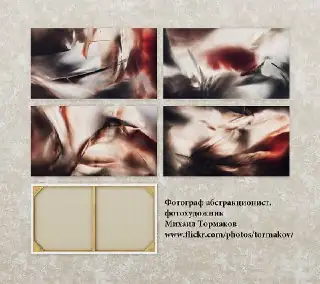 Фотограф абстракционист,
фотохудожник
Михаил Тормаков
www.flickr.com/photos/tormakov/